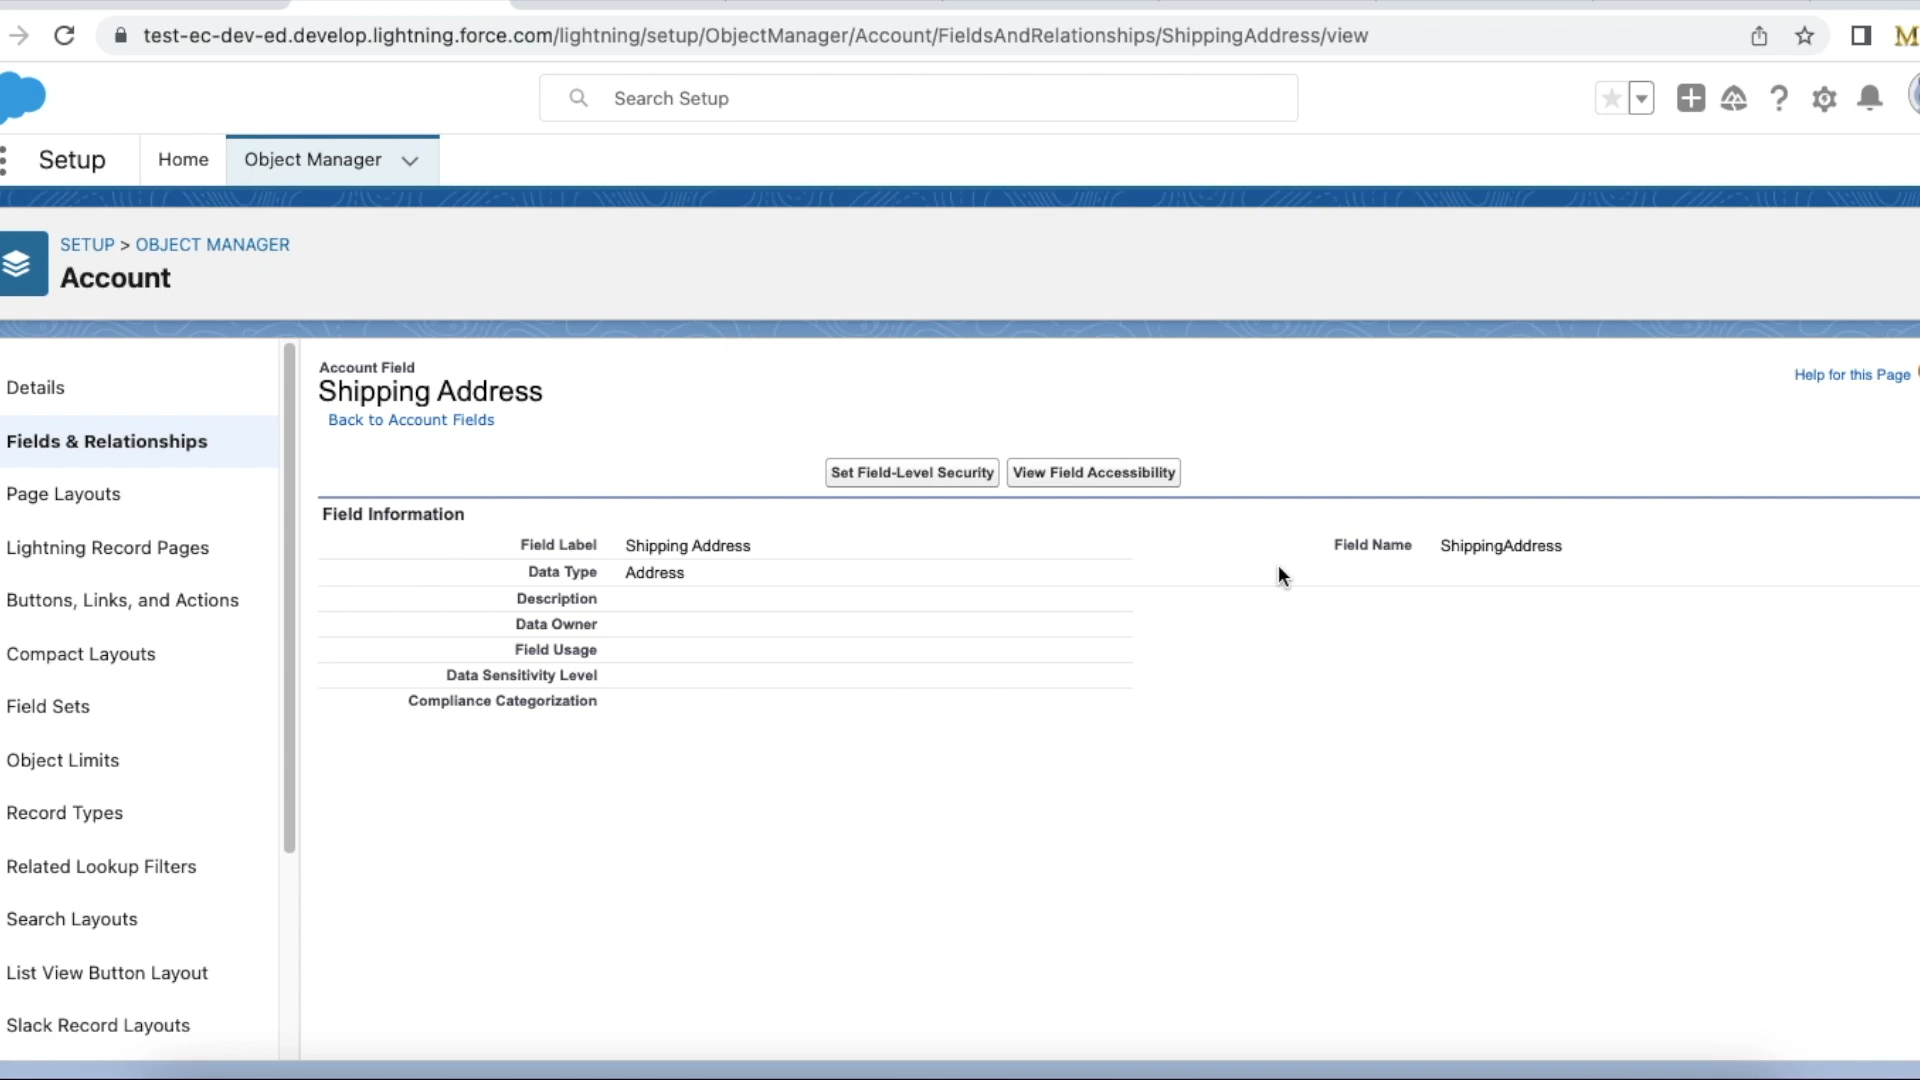 test-ec-dev-ed.develop.lightning.force.com/lightning/setup/ObjectManager/Account/FieldsAndRelationships/ShippingAddress/view
M
Search Setup
Setup
Home
Object Manager
SETUP > OBJECT MANAGER
Account
Details
Fields & Relationships
Page Layouts
Lightning Record Pages
Buttons, Links, and Actions
Compact Layouts
Field Sets
Object Limits
Record Types
Related Lookup Filters
Search Layouts
List View Button Layout
Slack Record Layouts
Account Field
Shipping Address
Back to Account Fields
Help for this Page
Set Field-Level Security View Field Accessibility
Field Information
Field Label Shipping Address Field Name ShippingAddress
Data Type Address
Description
Data Owner
Field Usage
Data Sensitivity Level
Compliance Categorization